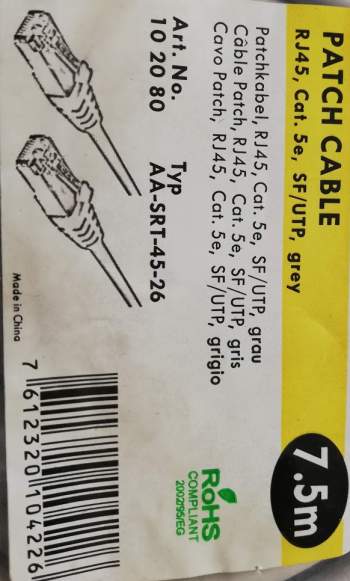 PATCH CABLE
RJ45, Cat. 5e, SF/UTP, grey
7.5m
Patchkabel, RJ45, Cat. 5e, SF/UTP, grau
Câble Patch, RJ45, Cat. 5e, SF/UTP, gris
Cavo Patch, RJ45, Cat. 5e, SF/UTP, grigio
RoHS
COMPLIANT
2002/95/EG
Art. No. Typ
10 20 80 AA-SRT-45-26
Made in China
7 612320 104226